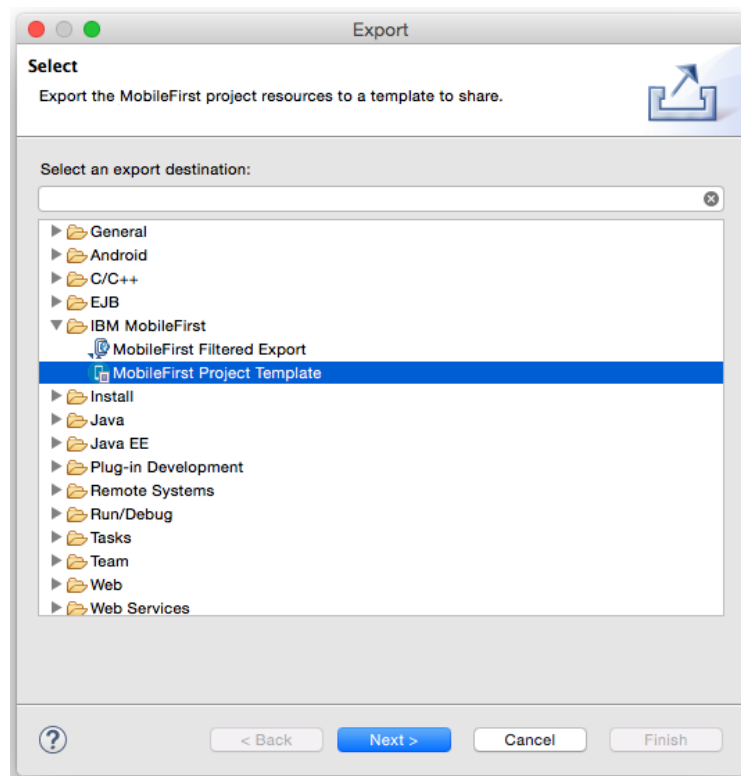 Export
Select
Export the MobileFirst project resources to a template to share.
Select an export destination:
General
Android
C/C++
EJB
IBM MobileFirst
MobileFirst Filtered Export
MobileFirst Project Template
Install
Java
Java EE
Plug-in Development
Remote Systems
Run/Debug
Tasks
Team
Web
Web Services
? < Back Next > Cancel Finish